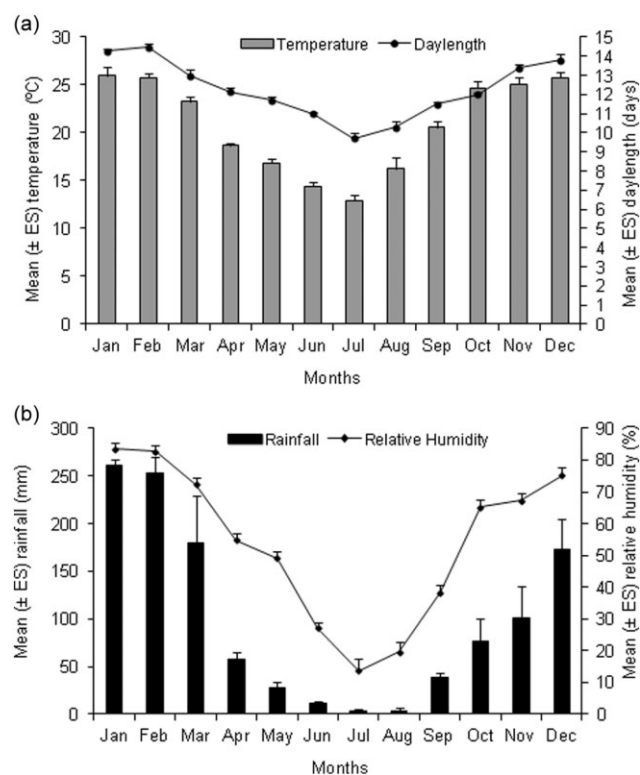 (a)
Temperature
Daylength
Mean (± ES) temperature (ºC)
30
25
20
15
10
5
0
15
14
13
12
11
10
9
8
7
6
5
4
3
2
1
0
Mean (± ES) daylength (days)
Jan Feb Mar Apr May Jun Jul Aug Sep Oct Nov Dec
Months
(b)
Rainfall
Relative Humidity
Mean (± ES) rainfall (mm)
300
250
200
150
100
50
0
90
80
70
60
50
40
30
20
10
0
Mean (± ES) relative humidity (%)
Jan Feb Mar Apr May Jun Jul Aug Sep Oct Nov Dec
Months